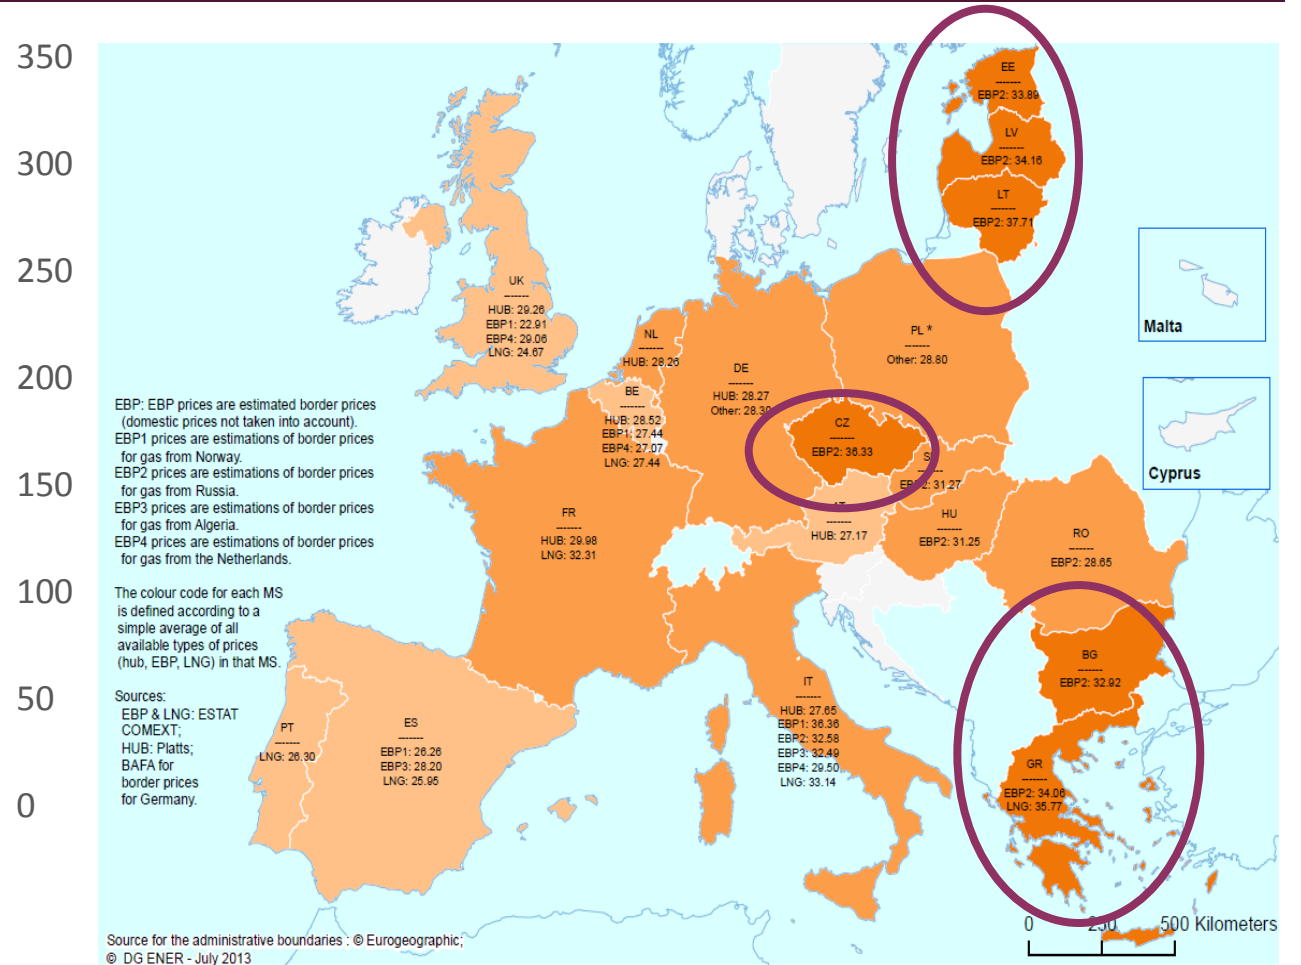 350
300
250
200
150
100
50
0
EE
-------
EBP2: 33.89
LV
-------
EBP2: 34.16
LT
-------
EBP2: 37.71
Malta
Cyprus
UK
-------
HUB: 29.26
EBP1: 22.91
EBP4: 29.06
LNG: 24.67
NL
-------
HUB: 28.26
BE
-------
HUB: 28.52
EBP1: 27.44
EBP4: 27.07
LNG: 27.44
DE
-------
HUB: 28.27
Other: 28.30
PL *
-------
Other: 28.80
CZ
-------
EBP2: 36.33
EBP2: 31.27
-------
HUB: 27.17
HU
-------
EBP2: 31.25
RO
-------
EBP2: 28.65
FR
-------
HUB: 29.98
LNG: 32.31
BG
-------
EBP2: 32.92
GR
-------
EBP2: 34.06
LNG: 35.77
IT
-------
HUB: 27.65
EBP1: 36.36
EBP2: 32.58
EBP3: 32.49
EBP4: 29.50
LNG: 33.14
PT
-------
LNG: 26.30
ES
-------
EBP1: 26.26
EBP3: 28.20
LNG: 25.95
EBP: EBP prices are estimated border prices
(domestic prices not taken into account).
EBP1 prices are estimations of border prices
for gas from Norway.
EBP2 prices are estimations of border prices
for gas from Russia.
EBP3 prices are estimations of border prices
for gas from Algeria.
EBP4 prices are estimations of border prices
for gas from the Netherlands.
The colour code for each MS
is defined according to a
simple average of all
available types of prices
(hub, EBP, LNG) in that MS.
Sources:
EBP & LNG: ESTAT
COMEXT;
HUB: Platts;
BAFA for
border prices
for Germany.
0 250 500 Kilometers
Source for the administrative boundaries : © Eurogeographic;
© DG ENER - July 2013